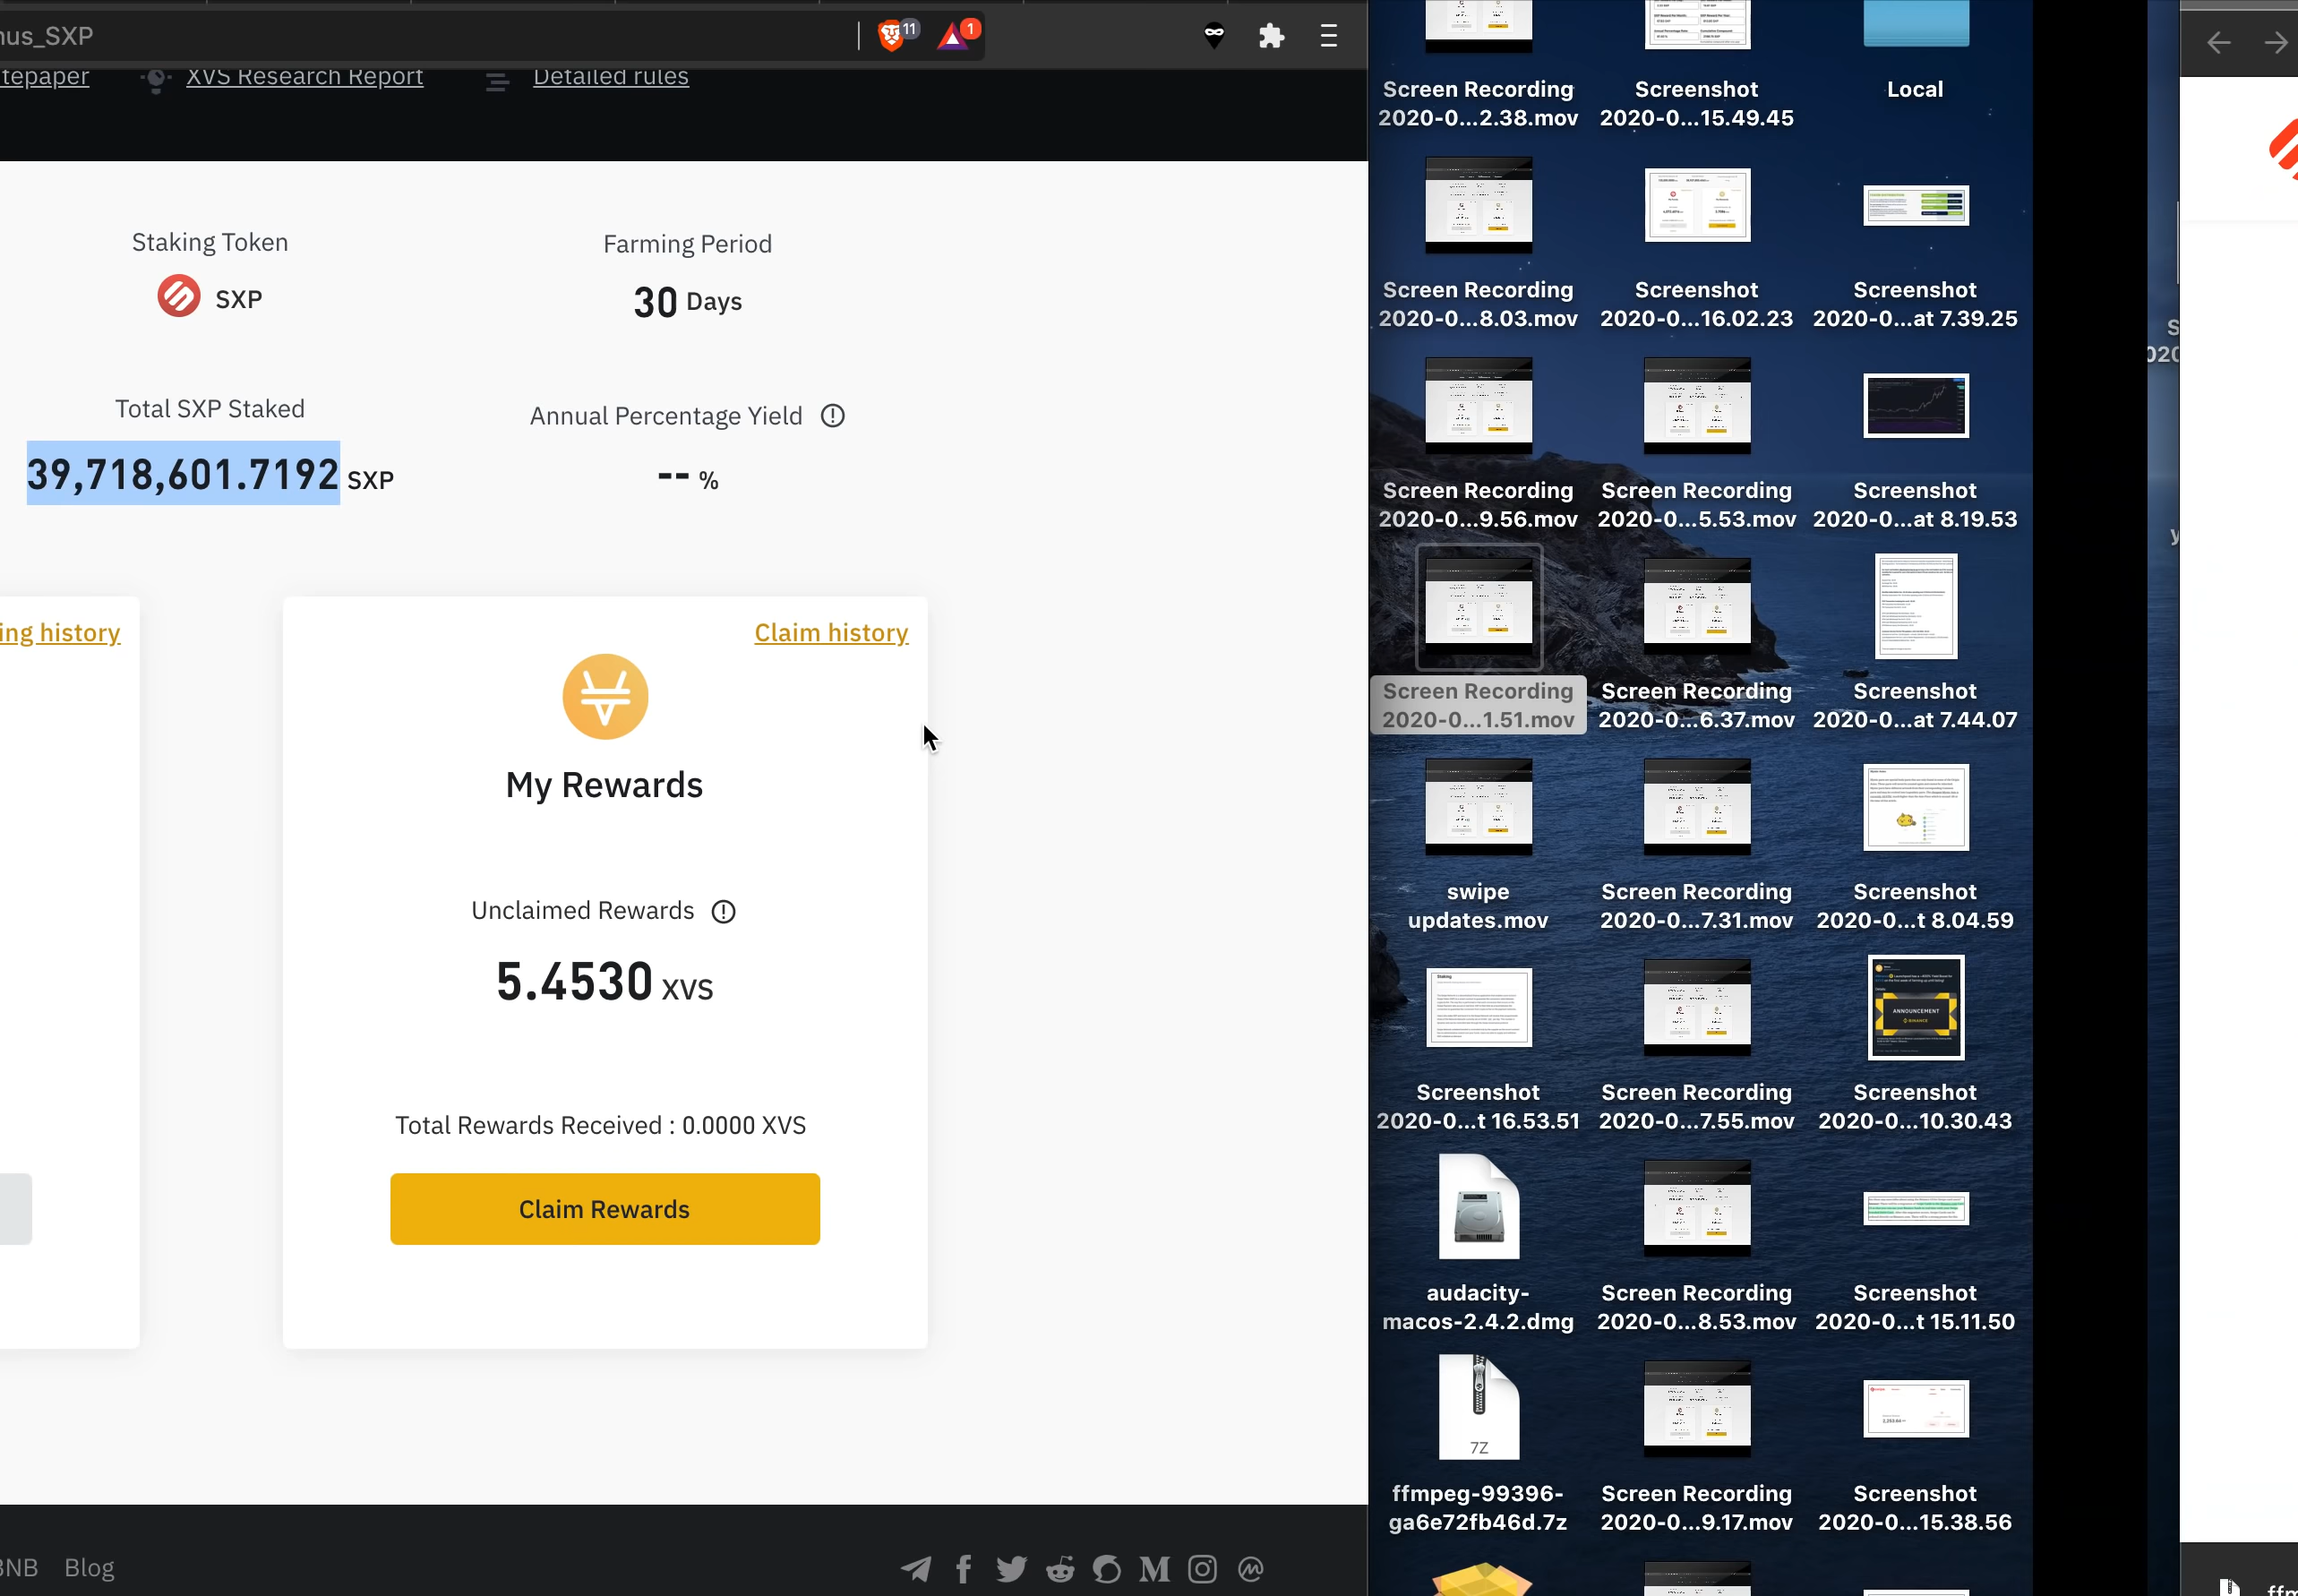 nus_SXP
11
1
tepaper
XVS Research Report
Detailed rules
Staking Token
SXP
Farming Period
30 Days
Total SXP Staked
39,718,601.7192 SXP
Annual Percentage Yield
-- %
ing history
Claim history
My Rewards
Unclaimed Rewards
5.4530 XVS
Total Rewards Received : 0.0000 XVS
Claim Rewards
BNB
Blog
Screen Recording
2020-0...2.38.mov
Screenshot
2020-0...15.49.45
Local
Screen Recording
2020-0...8.03.mov
Screenshot
2020-0...16.02.23
Screenshot
2020-0...at 7.39.25
Screen Recording
2020-0...9.56.mov
Screen Recording
2020-0...5.53.mov
Screenshot
2020-0...at 8.19.53
Screen Recording
2020-0...1.51.mov
Screen Recording
2020-0...6.37.mov
Screenshot
2020-0...at 7.44.07
swipe
updates.mov
Screen Recording
2020-0...7.31.mov
Screenshot
2020-0...t 8.04.59
Screenshot
2020-0...t 16.53.51
Screen Recording
2020-0...7.55.mov
ANNOUNCEMENT
BINANCE
Screenshot
2020-0...10.30.43
audacity-
macos-2.4.2.dmg
Screen Recording
2020-0...8.53.mov
Screenshot
2020-0...t 15.11.50
7Z
ffmpeg-99396-
ga6e72fb46d.7z
Screen Recording
2020-0...9.17.mov
Screenshot
2020-0...15.38.56
S
020
y
ffm